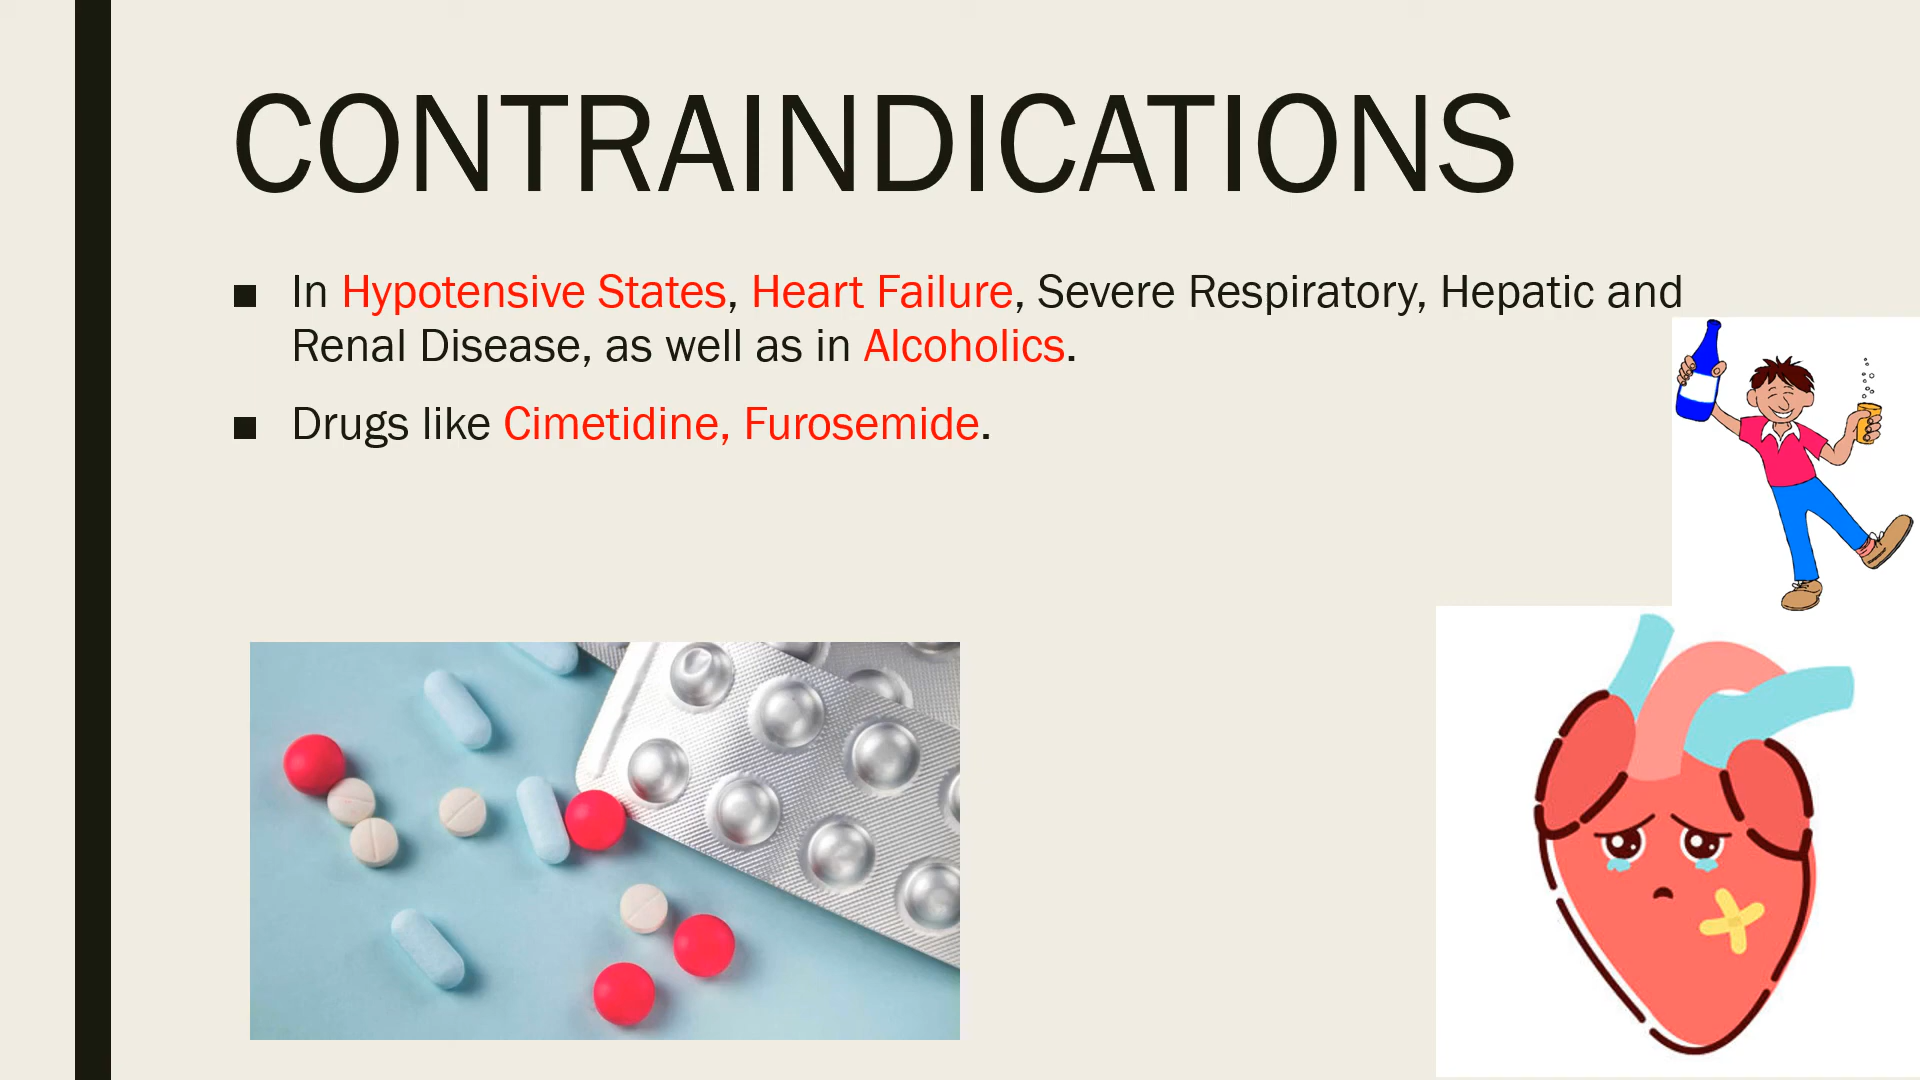 CONTRAINDICATIONS
■ In Hypotensive States, Heart Failure, Severe Respiratory, Hepatic and
Renal Disease, as well as in Alcoholics.
■ Drugs like Cimetidine, Furosemide.